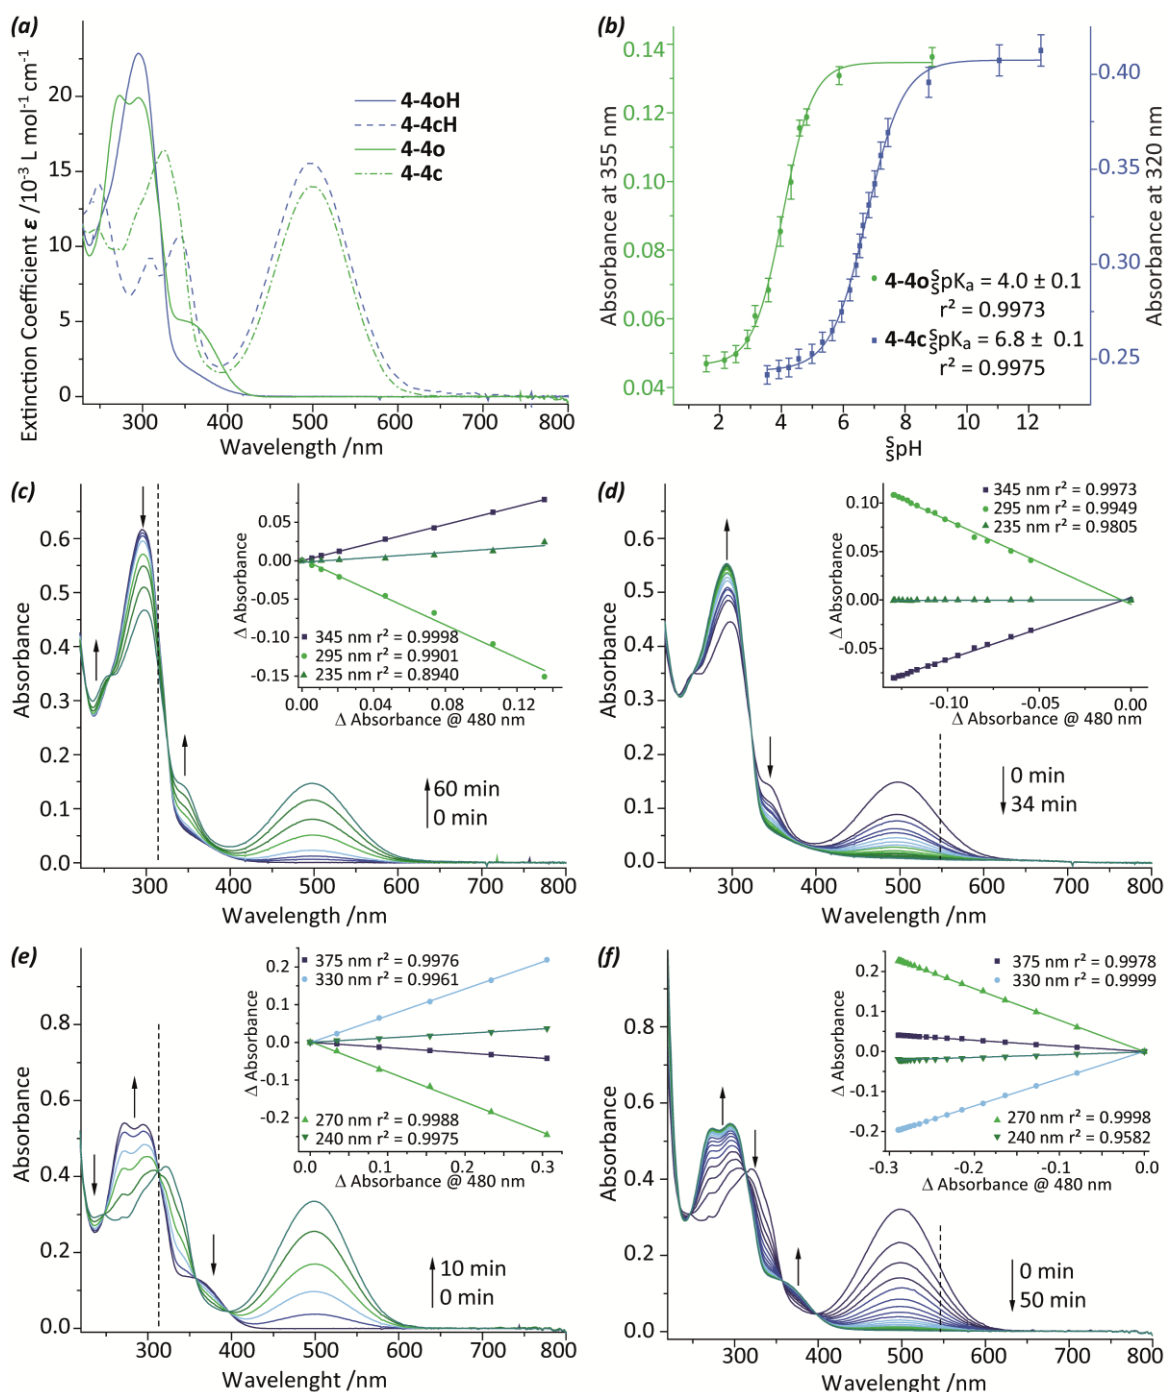 (a)
Extinction Coefficient ε /10⁻³ L mol⁻¹ cm⁻¹
20
15
10
5
0
4-4oH
4-4cH
4-4o
4-4c
300 400 500 600 700 800
Wavelength /nm
(b)
Absorbance at 355 nm
0.14
0.12
0.10
0.08
0.06
0.04
Absorbance at 320 nm
0.40
0.35
0.30
0.25
4-4o ˢₛpKₐ = 4.0 ± 0.1
r² = 0.9973
4-4c ˢₛpKₐ = 6.8 ± 0.1
r² = 0.9975
2 4 6 8 10 12
ˢₛpH
(c)
Absorbance
0.6
0.5
0.4
0.3
0.2
0.1
0.0
Δ Absorbance
0.05
0.00
-0.05
-0.10
-0.15
345 nm r² = 0.9998
295 nm r² = 0.9901
235 nm r² = 0.8940
0.00 0.04 0.08 0.12
Δ Absorbance @ 480 nm
60 min
0 min
300 400 500 600 700 800
Wavelength /nm
(d)
Absorbance
0.6
0.5
0.4
0.3
0.2
0.1
0.0
Δ Absorbance
0.10
0.05
0.00
-0.05
345 nm r² = 0.9973
295 nm r² = 0.9949
235 nm r² = 0.9805
-0.10 -0.05 0.00
Δ Absorbance @ 480 nm
0 min
34 min
300 400 500 600 700 800
Wavelength /nm
(e)
Absorbance
0.8
0.6
0.4
0.2
0.0
Δ Absorbance
0.2
0.1
0.0
-0.1
-0.2
375 nm r² = 0.9976
330 nm r² = 0.9961
270 nm r² = 0.9988
240 nm r² = 0.9975
0.0 0.1 0.2 0.3
Δ Absorbance @ 480 nm
10 min
0 min
300 400 500 600 700 800
Wavelenght /nm
(f)
Absorbance
0.8
0.6
0.4
0.2
0.0
Δ Absorbance
0.3
0.2
0.1
0.0
-0.1
-0.2
375 nm r² = 0.9978
330 nm r² = 0.9999
270 nm r² = 0.9998
240 nm r² = 0.9582
-0.3 -0.2 -0.1 0.0
Δ Absorbance @ 480 nm
0 min
50 min
300 400 500 600 700 800
Wavelenght /nm